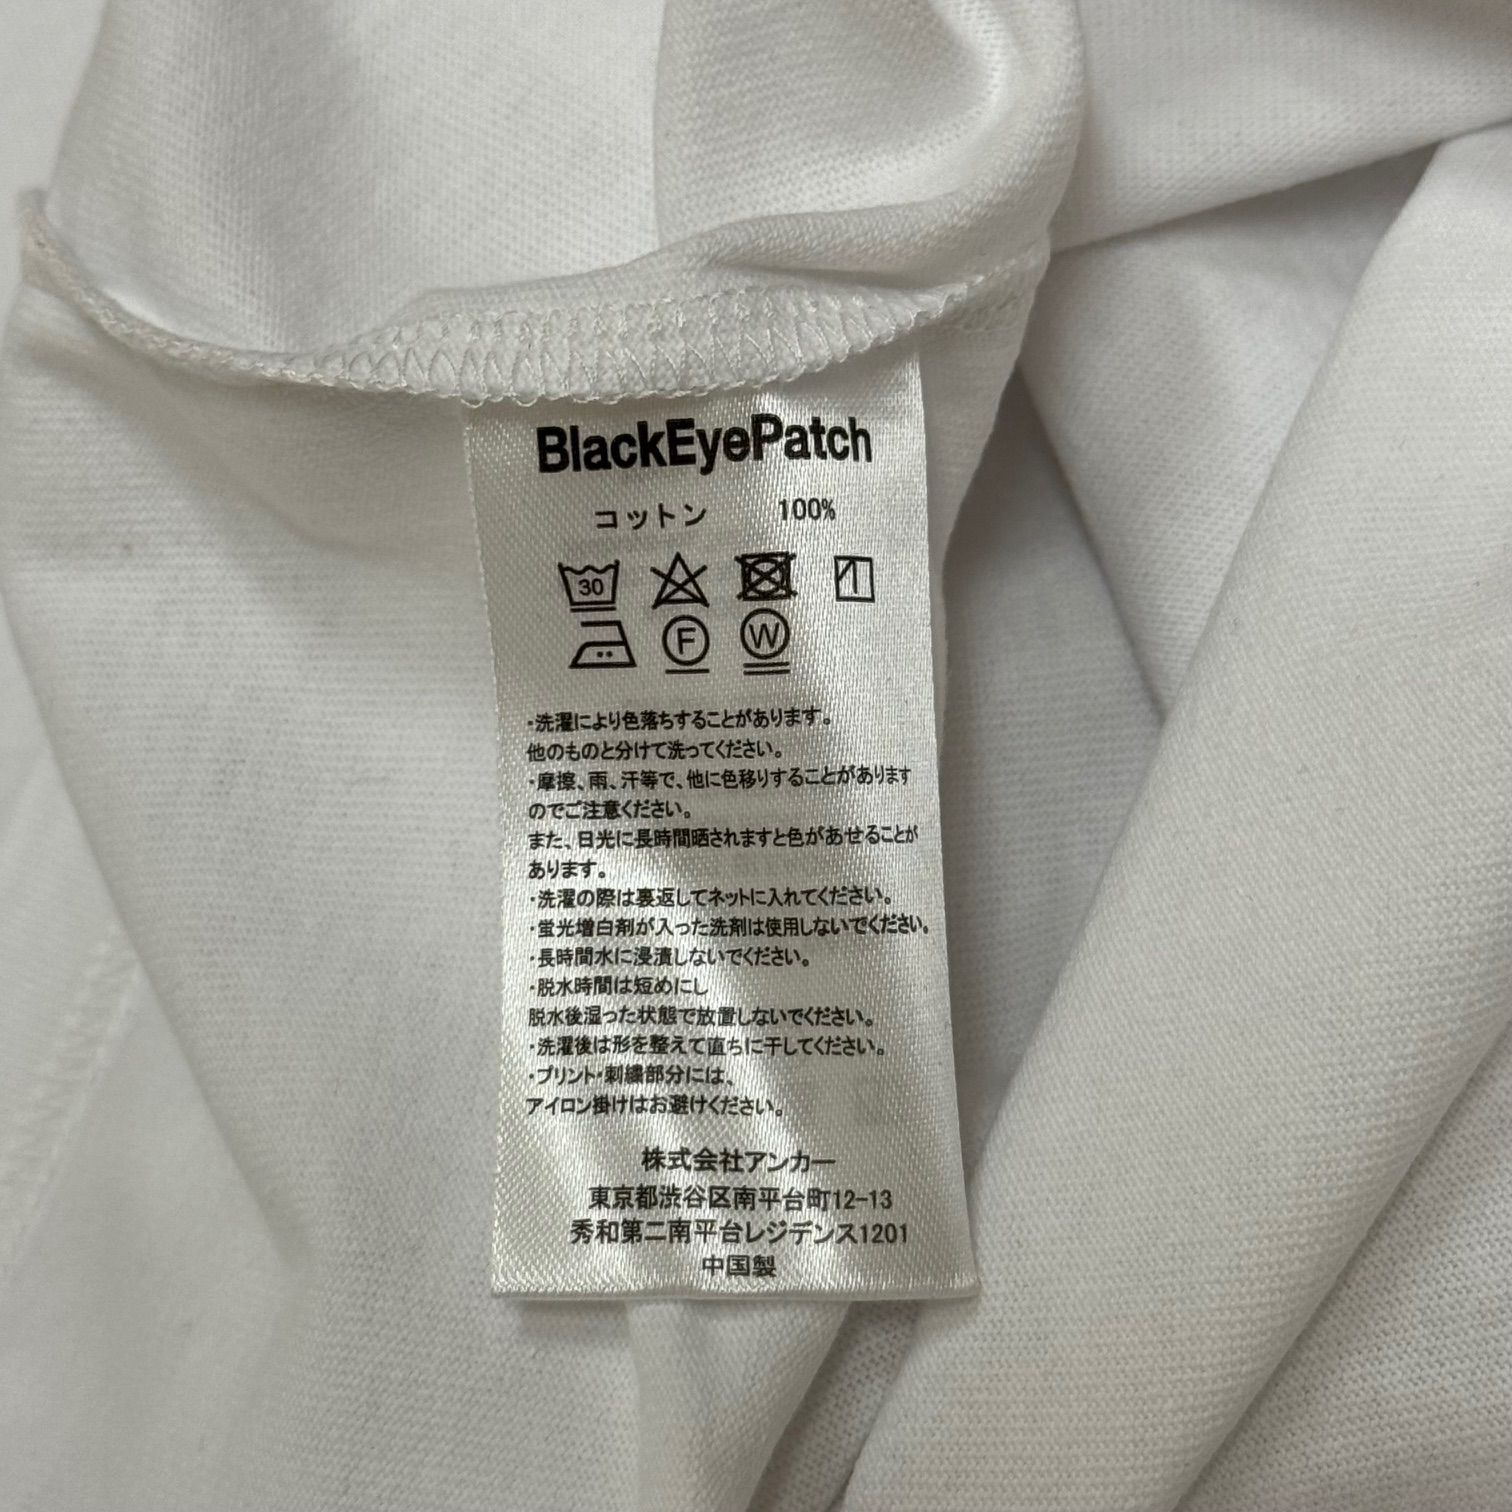 BlackEyePatch
コットン 100%
30
F W
・洗濯により色落ちすることがあります。
他のものと分けて洗ってください。
・摩擦、雨、汗等で、他に色移りすることがあります
のでご注意ください。
また、日光に長時間晒されますと色があせることが
あります。
・洗濯の際は裏返してネットに入れてください。
・蛍光増白剤が入った洗剤は使用しないでください。
・長時間水に浸漬しないでください。
・脱水時間は短めにし
脱水後湿った状態で放置しないでください。
・洗濯後は形を整えて直ちに干してください。
・プリント・刺繍部分には、
アイロン掛けはお避けください。
株式会社アンカー
東京都渋谷区南平台町12-13
秀和第二南平台レジデンス1201
中国製